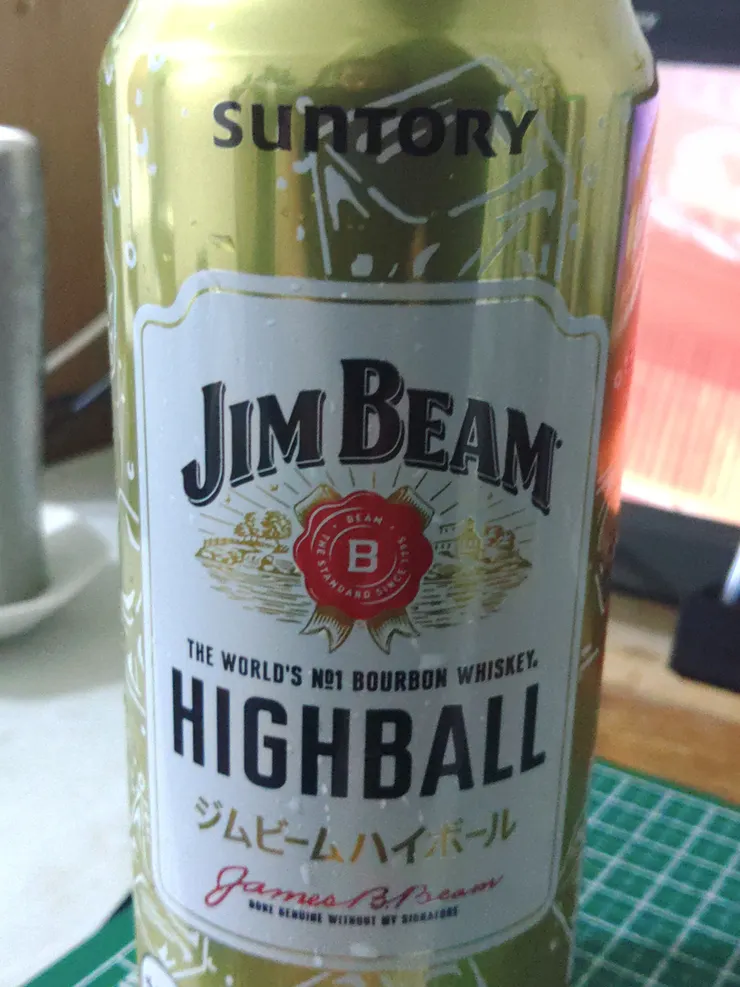 SUNTORY
JIM BEAM
BEAM
B
THE STANDARD SINCE 1795
THE WORLD'S No1 BOURBON WHISKEY.
HIGHBALL
ジムビームハイボール
James B. Beam
NONE GENUINE WITHOUT MY SIGNATURE